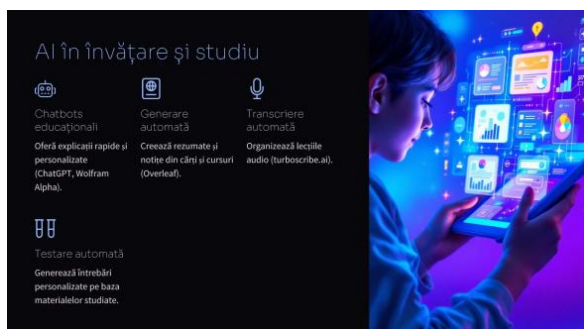 AI în învățare și studiu
Chatbots
educaționali
Oferă explicații rapide și
personalizate
(ChatGPT, Wolfram
Alpha).
Generare
automată
Creează rezumate și
notițe din cărți și cursuri
(Overleaf).
Transcriere
automată
Organizează lecțiile
audio (turboscribe.ai).
Testare automată
Generează întrebări
personalizate pe baza
materialelor studiate.